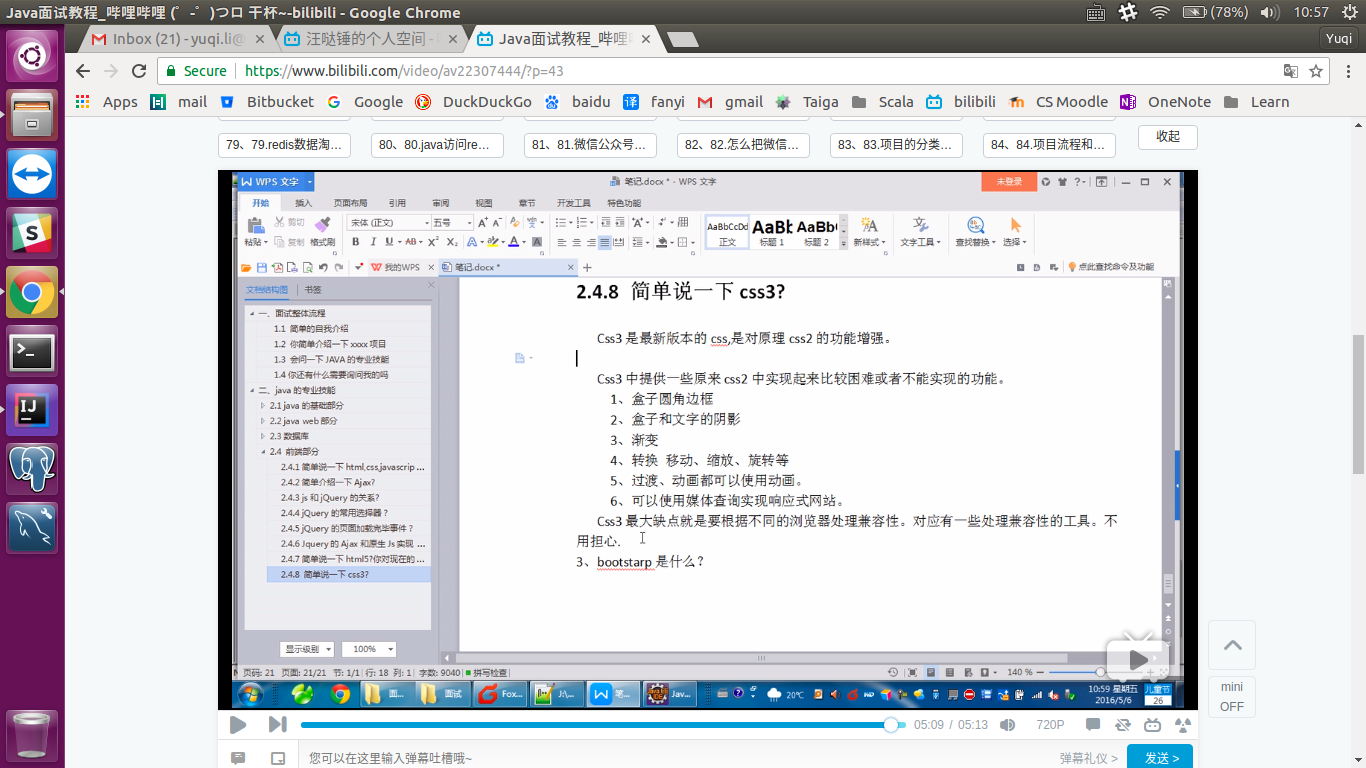 Java面试教程_哔哩哔哩 (゜-゜)つロ 干杯~-bilibili - Google Chrome
(78%)
10:57
Inbox (21) - yuqi.li@
汪哒锤的个人空间 -
Java面试教程_哔哩哔
Yuqi
Secure
https://www.bilibili.com/video/av22307444/?p=43
Apps
mail
Bitbucket
Google
DuckDuckGo
baidu
fanyi
gmail
Taiga
Scala
bilibili
CS Moodle
OneNote
Learn
79、79.redis数据淘...
80、80.java访问re...
81、81.微信公众号...
82、82.怎么把微信...
83、83.项目的分类...
84、84.项目流程和...
收起
WPS 文字
笔记.docx * - WPS 文字
未登录
开始
插入
页面布局
引用
审阅
视图
章节
开发工具
特色功能
粘贴
剪切
复制
格式刷
宋体 (正文)
五号
AaBbCcDd
正文
AaBb
标题 1
AaBb
标题 2
新样式
文字工具
查找替换
选择
我的WPS
笔记.docx *
点此查找命令及功能
文档结构图
书签
一、面试整体流程
1.1 简单的自我介绍
1.2 你简单介绍一下 xxxx 项目
1.3 会问一下 JAVA 的专业技能
1.4 你还有什么需要询问我的吗
二、java 的专业技能
2.1 java 的基础部分
2.2 java web 部分
2.3 数据库
2.4 前端部分
2.4.1 简单说一下 html,css,javascrip ...
2.4.2 简单介绍一下 Ajax?
2.4.3 js 和 jQuery 的关系?
2.4.4 jQuery 的常用选择器？
2.4.5 jQuery 的页面加载完毕事件？
2.4.6 Jquery 的 Ajax 和原生 Js 实现 ...
2.4.7 简单说一下 html5?你对现在的 ...
2.4.8 简单说一下 css3?
显示级别
100%
2.4.8 简单说一下 css3?
Css3 是最新版本的 css,是对原理 css2 的功能增强。
Css3 中提供一些原来 css2 中实现起来比较困难或者不能实现的功能。
1、盒子圆角边框
2、盒子和文字的阴影
3、渐变
4、转换 移动、缩放、旋转等
5、过渡、动画都可以使用动画。
6、可以使用媒体查询实现响应式网站。
Css3 最大缺点就是要根据不同的浏览器处理兼容性。对应有一些处理兼容性的工具。不
用担心.
3、bootstarp 是什么?
页码: 21 页面: 21/21 节: 1/1 行: 18 列: 1 字数: 9040 拼写检查
140 %
面试
Fox...
J:\...
笔...
Jav...
20℃
10:59 星期五
2016/5/6
儿童节
26
05:09 / 05:13
720P
mini
OFF
您可以在这里输入弹幕吐槽哦~
弹幕礼仪 >
发送 >